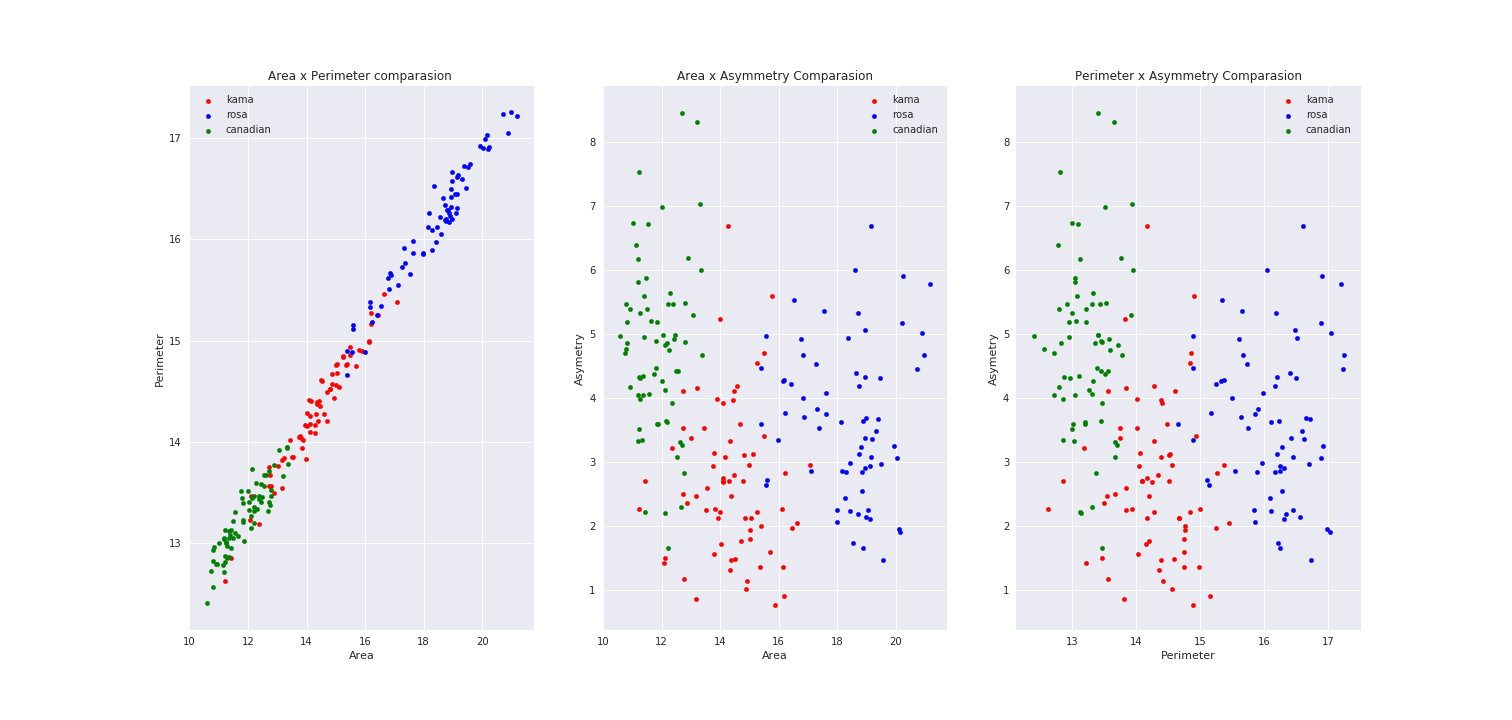 Area x Perimeter comparasion
kama
rosa
canadian
17
16
15
14
13
Perimeter
10 12 14 16 18 20
Area
Area x Asymmetry Comparasion
kama
rosa
canadian
8
7
6
5
4
3
2
1
Asymetry
10 12 14 16 18 20
Area
Perimeter x Asymmetry Comparasion
kama
rosa
canadian
8
7
6
5
4
3
2
1
Asymetry
13 14 15 16 17
Perimeter